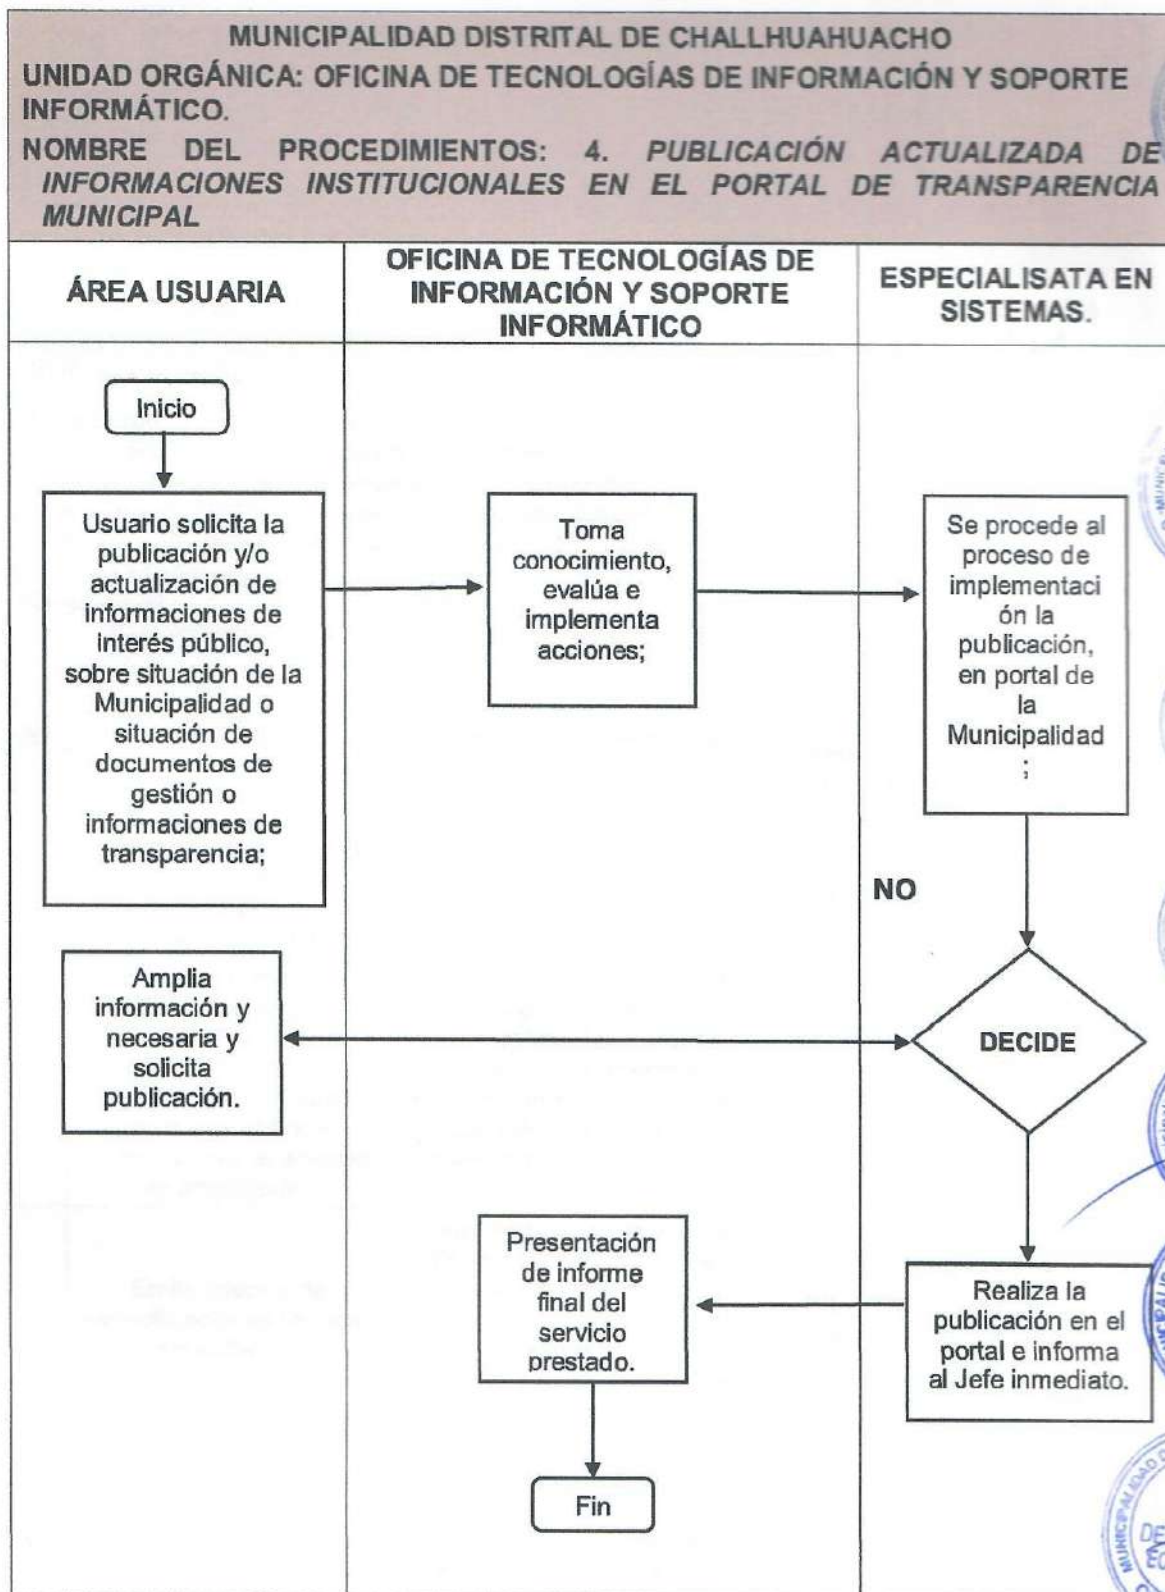 MUNICIPALIDAD DISTRITAL DE CHALLHUAHUACHO
UNIDAD ORGÁNICA: OFICINA DE TECNOLOGÍAS DE INFORMACIÓN Y SOPORTE
INFORMÁTICO.
NOMBRE DEL PROCEDIMIENTOS: 4. PUBLICACIÓN ACTUALIZADA DE
INFORMACIONES INSTITUCIONALES EN EL PORTAL DE TRANSPARENCIA
MUNICIPAL
ÁREA USUARIA
OFICINA DE TECNOLOGÍAS DE
INFORMACIÓN Y SOPORTE
INFORMÁTICO
ESPECIALISATA EN
SISTEMAS.
Inicio
Usuario solicita la
publicación y/o
actualización de
informaciones de
interés público,
sobre situación de la
Municipalidad o
situación de
documentos de
gestión o
informaciones de
transparencia;
Toma
conocimiento,
evalúa e
implementa
acciones;
Se procede al
proceso de
implementaci
ón la
publicación,
en portal de
la
Municipalidad
;
NO
Amplia
información y
necesaria y
solicita
publicación.
DECIDE
Presentación
de informe
final del
servicio
prestado.
Realiza la
publicación en el
portal e informa
al Jefe inmediato.
Fin
MUNICIPALIDAD D